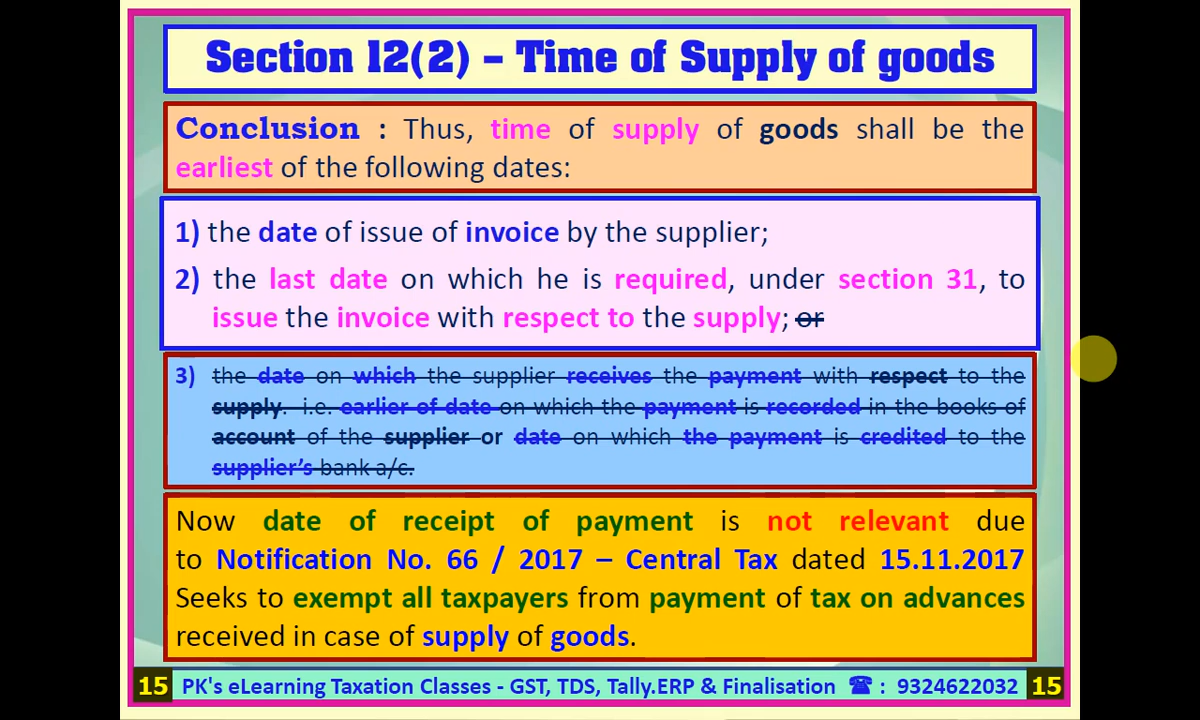 Section 12(2) – Time of Supply of goods
Conclusion : Thus, time of supply of goods shall be the
earliest of the following dates:
1) the date of issue of invoice by the supplier;
2) the last date on which he is required, under section 31, to
issue the invoice with respect to the supply; or
3) the date on which the supplier receives the payment with respect to the
supply. i.e. earlier of date on which the payment is recorded in the books of
account of the supplier or date on which the payment is credited to the
supplier's bank a/c.
Now date of receipt of payment is not relevant due
to Notification No. 66 / 2017 – Central Tax dated 15.11.2017
Seeks to exempt all taxpayers from payment of tax on advances
received in case of supply of goods.
15 PK's eLearning Taxation Classes - GST, TDS, Tally.ERP & Finalisation ☎ : 9324622032 15